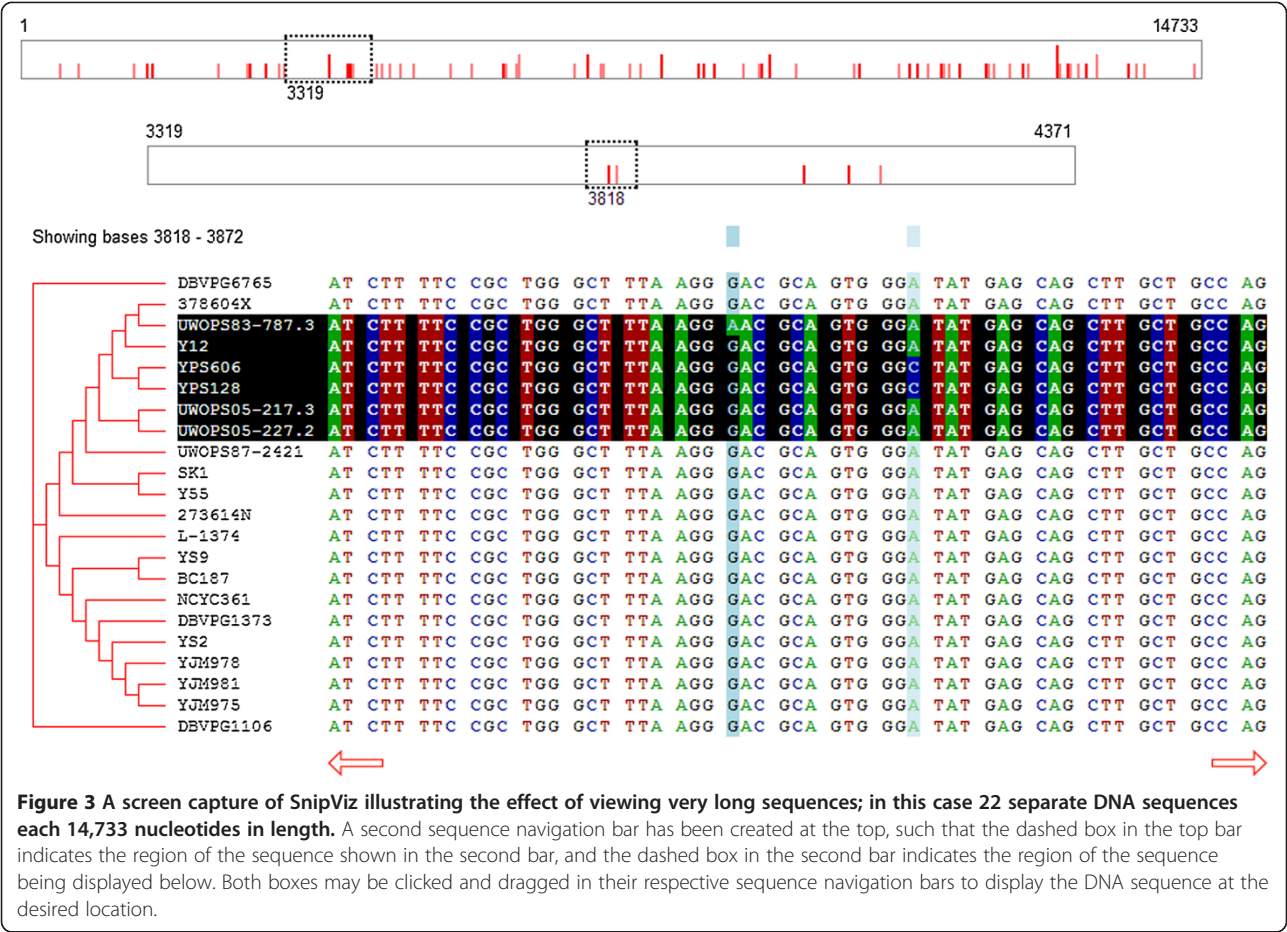 1 14733
3319
3319 4371
3818
Showing bases 3818 - 3872
DBVPG6765 AT CTT TTC CGC TGG GCT TTA AGG GAC GCA GTG GGA TAT GAG CAG CTT GCT GCC AG
378604X AT CTT TTC CGC TGG GCT TTA AGG GAC GCA GTG GGA TAT GAG CAG CTT GCT GCC AG
UWOPS83-787.3 AT CTT TTC CGC TGG GCT TTA AGG AAC GCA GTG GGA TAT GAG CAG CTT GCT GCC AG
Y12 AT CTT TTC CGC TGG GCT TTA AGG GAC GCA GTG GGA TAT GAG CAG CTT GCT GCC AG
YPS606 AT CTT TTC CGC TGG GCT TTA AGG GAC GCA GTG GGC TAT GAG CAG CTT GCT GCC AG
YPS128 AT CTT TTC CGC TGG GCT TTA AGG GAC GCA GTG GGC TAT GAG CAG CTT GCT GCC AG
UWOPS05-217.3 AT CTT TTC CGC TGG GCT TTA AGG GAC GCA GTG GGA TAT GAG CAG CTT GCT GCC AG
UWOPS05-227.2 AT CTT TTC CGC TGG GCT TTA AGG GAC GCA GTG GGA TAT GAG CAG CTT GCT GCC AG
UWOPS87-2421 AT CTT TTC CGC TGG GCT TTA AGG GAC GCA GTG GGA TAT GAG CAG CTT GCT GCC AG
SK1 AT CTT TTC CGC TGG GCT TTA AGG GAC GCA GTG GGA TAT GAG CAG CTT GCT GCC AG
Y55 AT CTT TTC CGC TGG GCT TTA AGG GAC GCA GTG GGA TAT GAG CAG CTT GCT GCC AG
273614N AT CTT TTC CGC TGG GCT TTA AGG GAC GCA GTG GGA TAT GAG CAG CTT GCT GCC AG
L-1374 AT CTT TTC CGC TGG GCT TTA AGG GAC GCA GTG GGA TAT GAG CAG CTT GCT GCC AG
YS9 AT CTT TTC CGC TGG GCT TTA AGG GAC GCA GTG GGA TAT GAG CAG CTT GCT GCC AG
BC187 AT CTT TTC CGC TGG GCT TTA AGG GAC GCA GTG GGA TAT GAG CAG CTT GCT GCC AG
NCYC361 AT CTT TTC CGC TGG GCT TTA AGG GAC GCA GTG GGA TAT GAG CAG CTT GCT GCC AG
DBVPG1373 AT CTT TTC CGC TGG GCT TTA AGG GAC GCA GTG GGA TAT GAG CAG CTT GCT GCC AG
YS2 AT CTT TTC CGC TGG GCT TTA AGG GAC GCA GTG GGA TAT GAG CAG CTT GCT GCC AG
YJM978 AT CTT TTC CGC TGG GCT TTA AGG GAC GCA GTG GGA TAT GAG CAG CTT GCT GCC AG
YJM981 AT CTT TTC CGC TGG GCT TTA AGG GAC GCA GTG GGA TAT GAG CAG CTT GCT GCC AG
YJM975 AT CTT TTC CGC TGG GCT TTA AGG GAC GCA GTG GGA TAT GAG CAG CTT GCT GCC AG
DBVPG1106 AT CTT TTC CGC TGG GCT TTA AGG GAC GCA GTG GGA TAT GAG CAG CTT GCT GCC AG
Figure 3 A screen capture of SnipViz illustrating the effect of viewing very long sequences; in this case 22 separate DNA sequences
each 14,733 nucleotides in length. A second sequence navigation bar has been created at the top, such that the dashed box in the top bar
indicates the region of the sequence shown in the second bar, and the dashed box in the second bar indicates the region of the sequence
being displayed below. Both boxes may be clicked and dragged in their respective sequence navigation bars to display the DNA sequence at the
desired location.